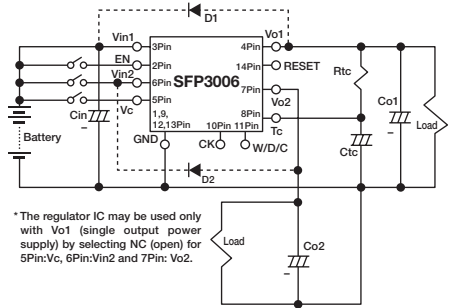 D1
Vin1
Vo1
3Pin
4Pin
EN
2Pin
14Pin
RESET
Vin2
6Pin
SFP3006
7Pin
Rtc
Co1
Vc
5Pin
Vo2
Cin
1,9,
12,13Pin
8Pin
Tc
Load
Battery
GND
10Pin
11Pin
CK
W/D/C
Ctc
D2
* The regulator IC may be used only
with Vo1 (single output power
supply) by selecting NC (open) for
5Pin:Vc, 6Pin:Vin2 and 7Pin: Vo2.
Load
Co2